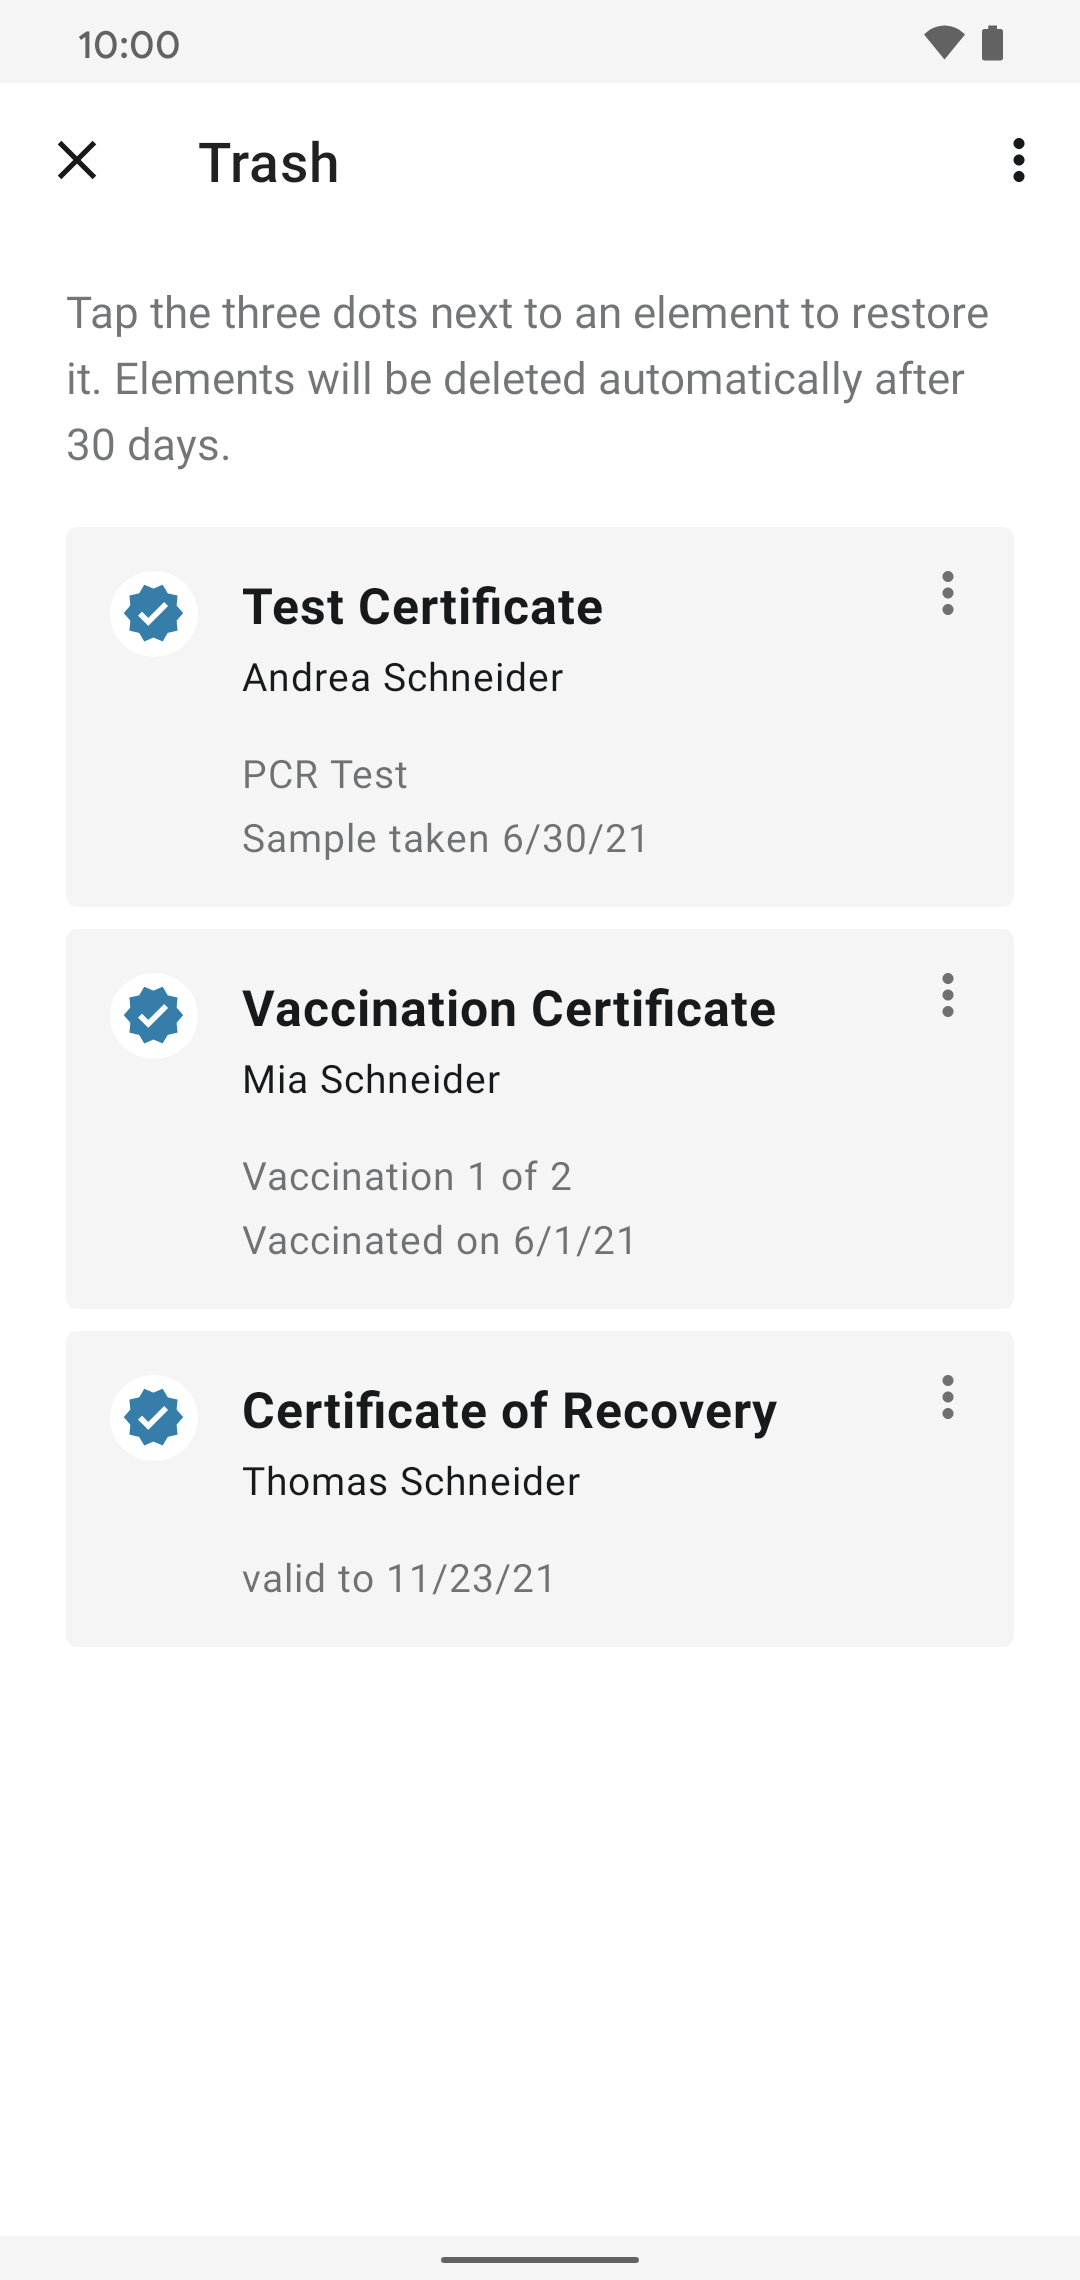 10:00
Trash
Tap the three dots next to an element to restore
it. Elements will be deleted automatically after
30 days.
Test Certificate
Andrea Schneider
PCR Test
Sample taken 6/30/21
Vaccination Certificate
Mia Schneider
Vaccination 1 of 2
Vaccinated on 6/1/21
Certificate of Recovery
Thomas Schneider
valid to 11/23/21